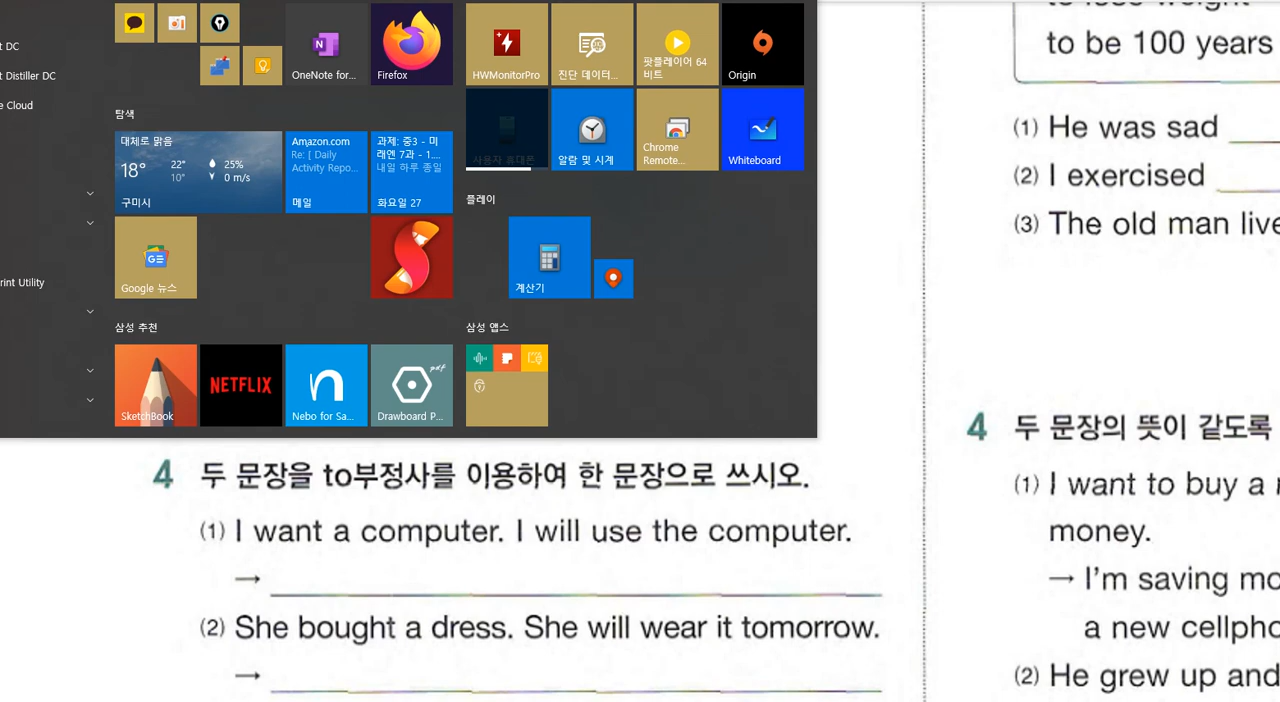 t DC
t Distiller DC
e Cloud
rint Utility
OneNote for...
Firefox
탐색
대체로 맑음
18°
22°
10°
25%
0 m/s
구미시
Amazon.com
Re: [ Daily
Activity Repo...
메일
과제: 중3 - 미
래엔 7과 - 1....
내일 하루 종일
화요일 27
Google 뉴스
삼성 추천
SketchBook
NETFLIX
Nebo for Sa...
pdf
Drawboard P...
HWMonitorPro
진단 데이터...
팟플레이어 64
비트
Origin
사용자 휴대폰
알람 및 시계
Chrome
Remote...
Whiteboard
플레이
계산기
삼성 앱스
4 두 문장을 to부정사를 이용하여 한 문장으로 쓰시오.
(1) I want a computer. I will use the computer.
→
(2) She bought a dress. She will wear it tomorrow.
→
to lose weight
to be 100 years
(1) He was sad
(2) I exercised
(3) The old man live
4 두 문장의 뜻이 같도록
(1) I want to buy a
money.
→ I'm saving mo
a new cellpho
(2) He grew up and